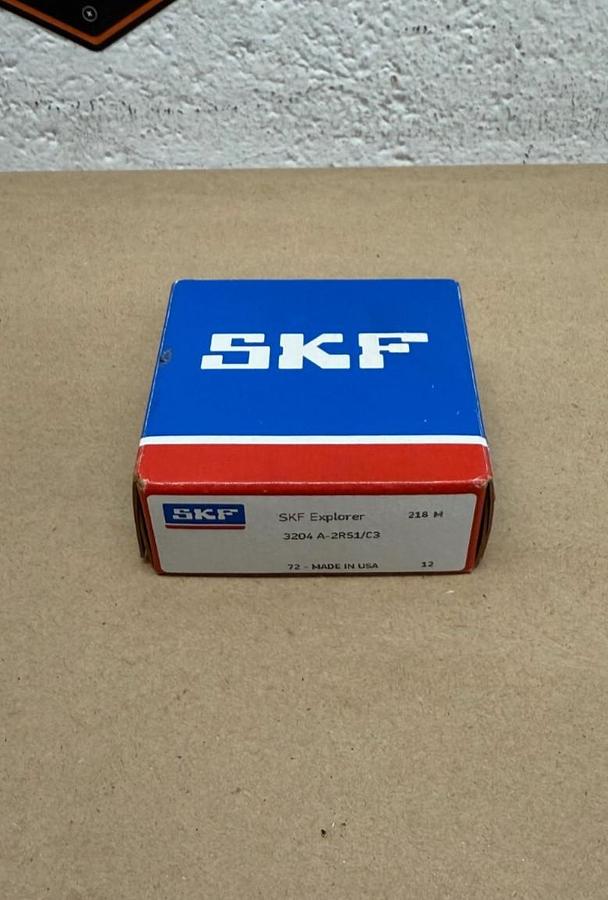 SKF
SKF
SKF Explorer 218 M
3204 A-2RS1/C3
72 - MADE IN USA 12